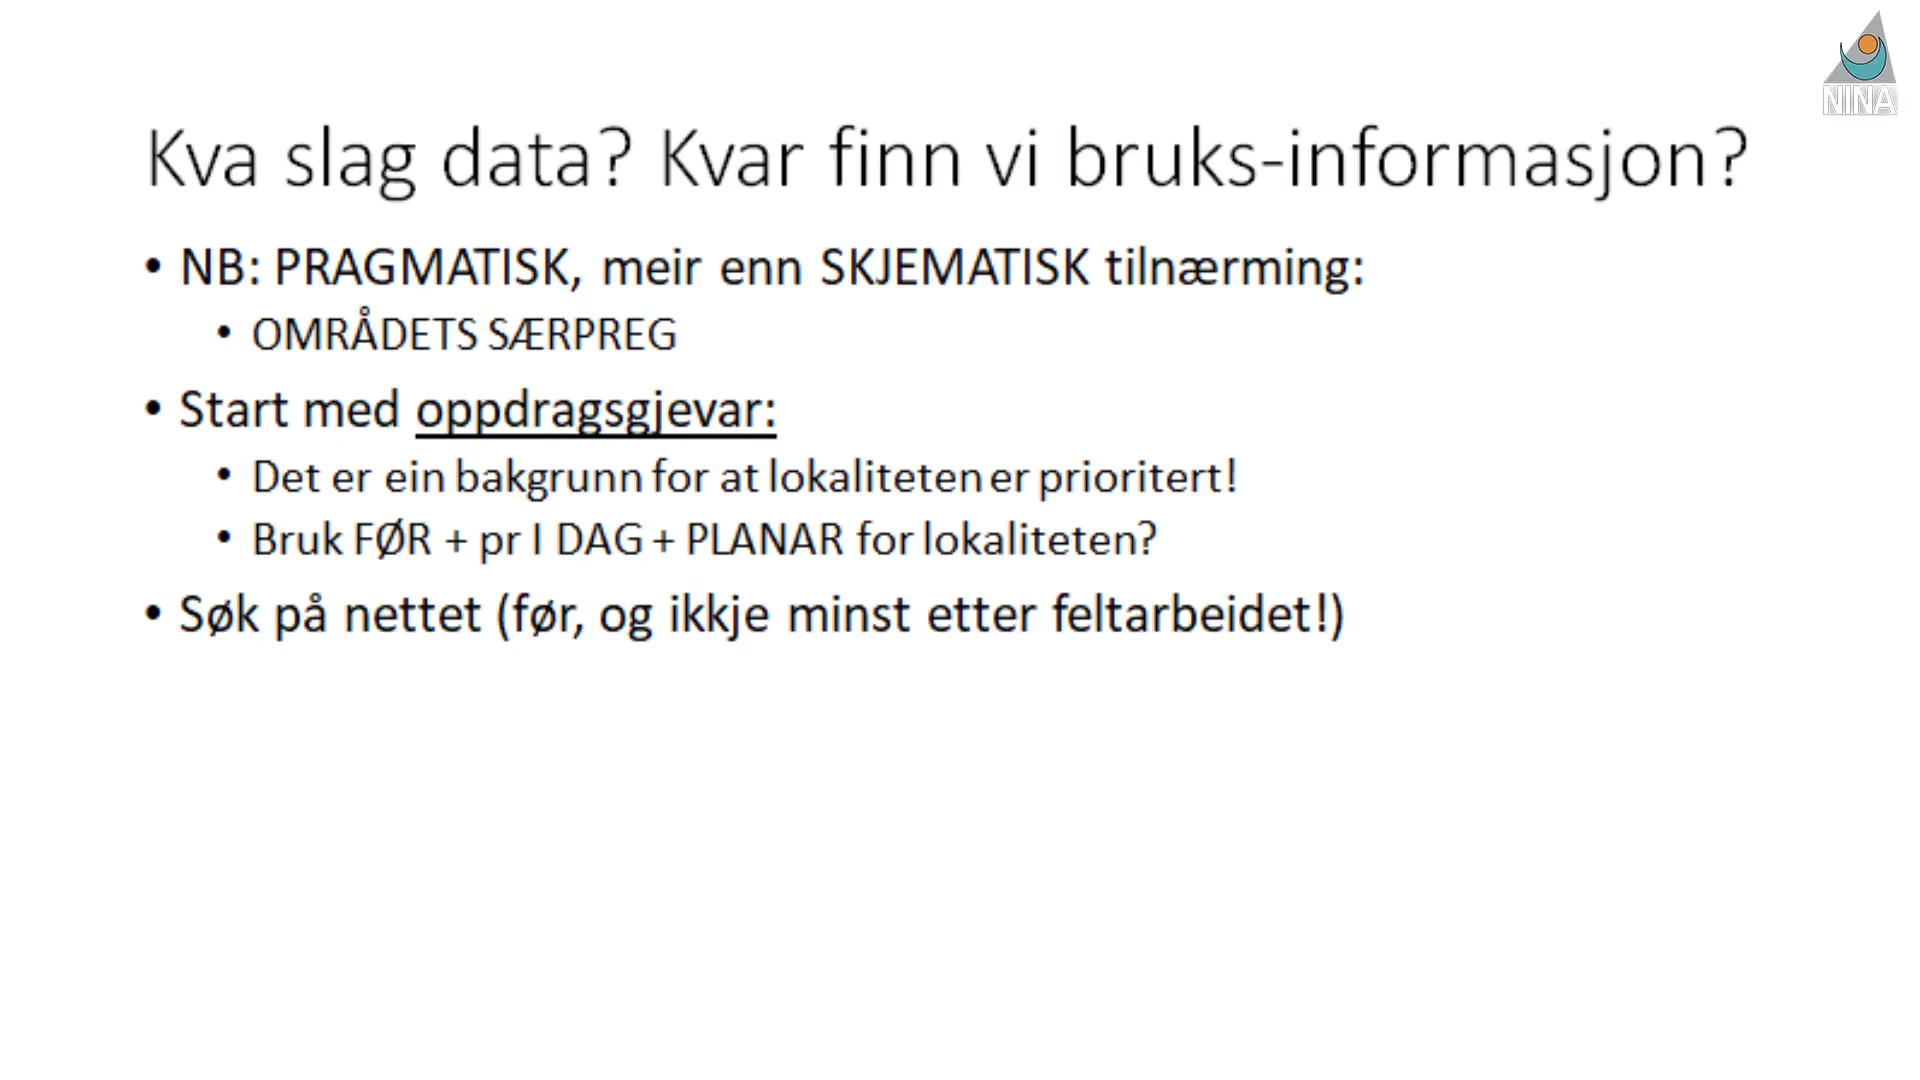 NINA
Kva slag data? Kvar finn vi bruks-informasjon?
• NB: PRAGMATISK, meir enn SKJEMATISK tilnærming:
• OMRÅDETS SÆRPREG
• Start med oppdragsgjevar:
• Det er ein bakgrunn for at lokaliteten er prioritert!
• Bruk FØR + pr I DAG + PLANAR for lokaliteten?
• Søk på nettet (før, og ikkje minst etter feltarbeidet!)